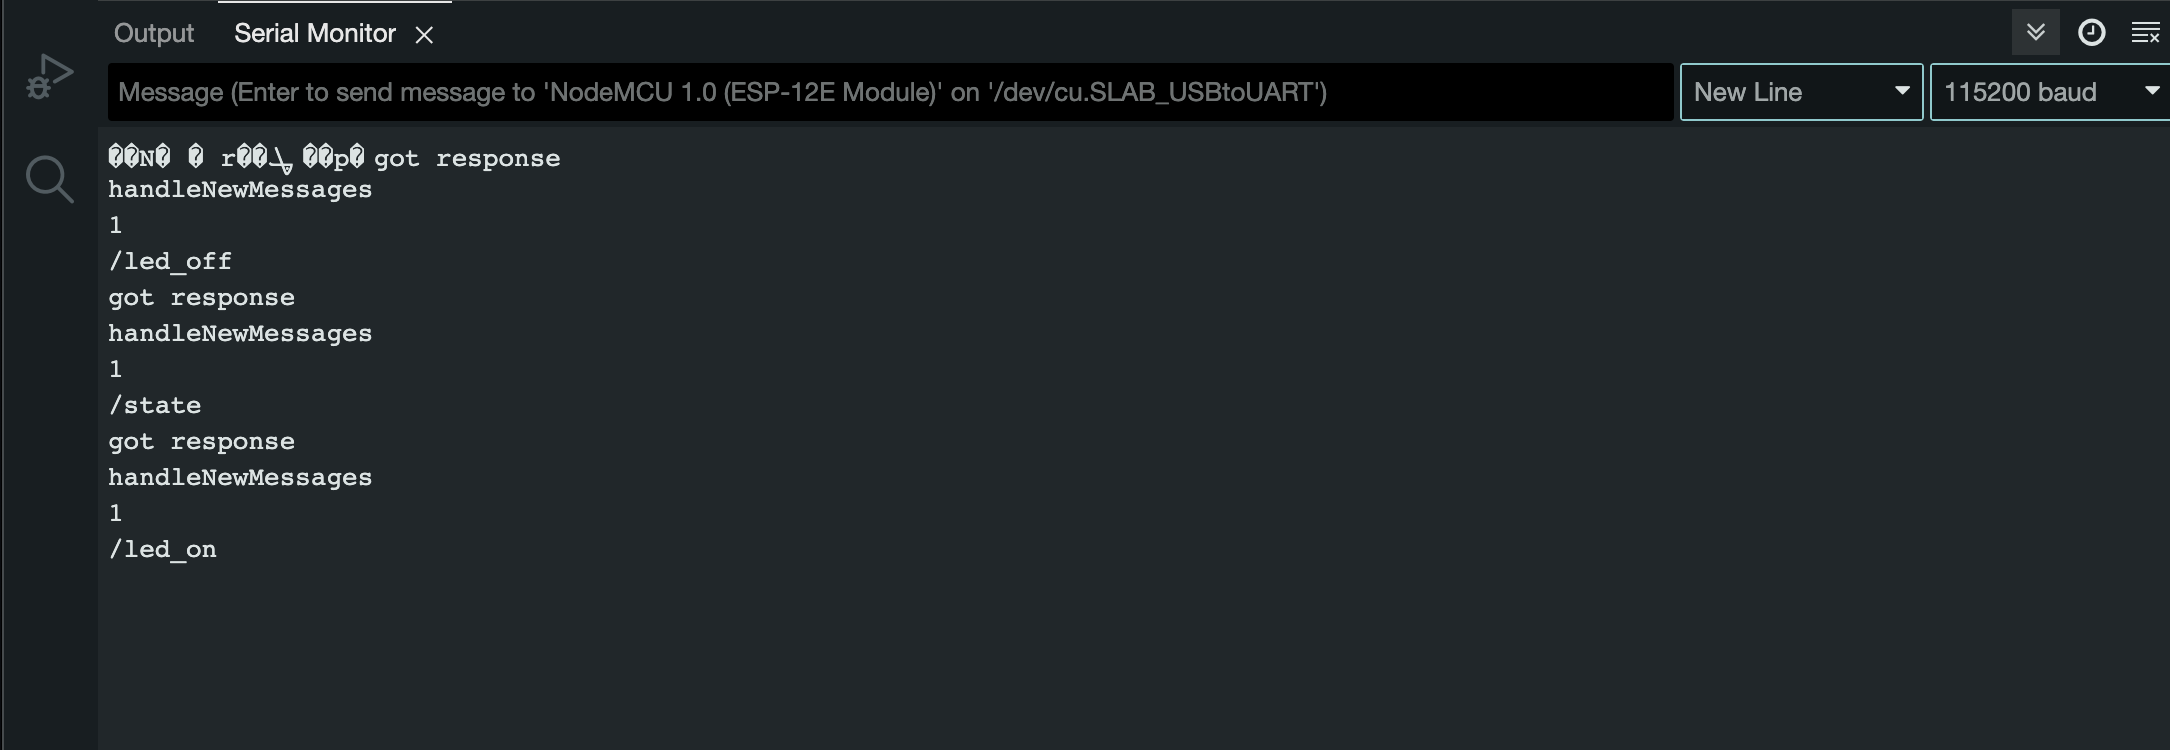 Output
Serial Monitor
Message (Enter to send message to 'NodeMCU 1.0 (ESP-12E Module)' on '/dev/cu.SLAB_USBtoUART')
New Line
115200 baud
��N� � r�� ��p� got response
handleNewMessages
1
/led_off
got response
handleNewMessages
1
/state
got response
handleNewMessages
1
/led_on